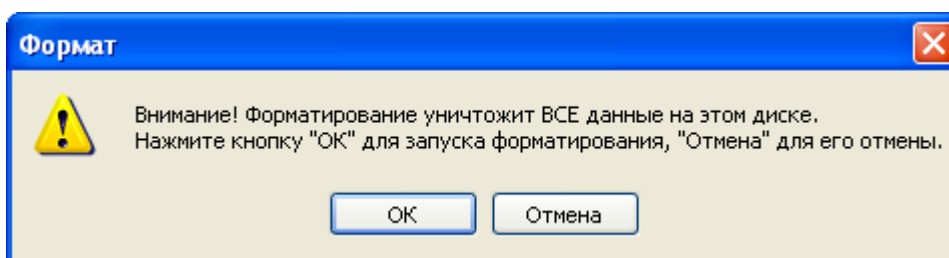 Формат
Внимание! Форматирование уничтожит ВСЕ данные на этом диске.
Нажмите кнопку "ОК" для запуска форматирования, "Отмена" для его отмены.
ОК
Отмена